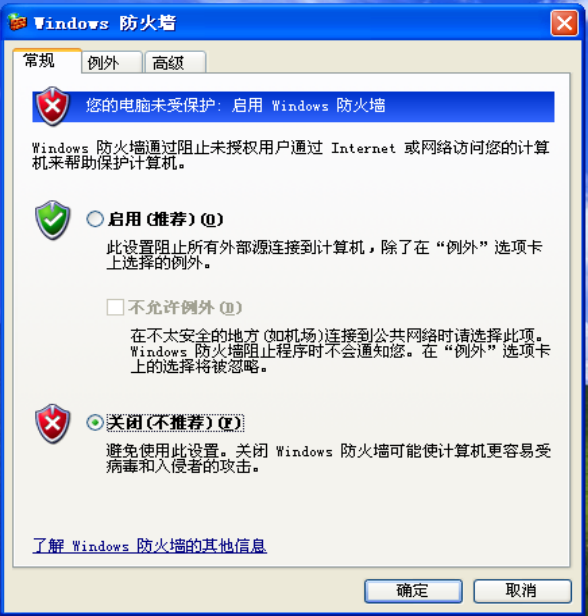 Windows 防火墙
常规
例外
高级
您的电脑未受保护: 启用 Windows 防火墙
Windows 防火墙通过阻止未授权用户通过 Internet 或网络访问您的计算
机来帮助保护计算机。
启用(推荐)(O)
此设置阻止所有外部源连接到计算机，除了在“例外”选项卡
上选择的例外。
不允许例外(D)
在不太安全的地方(如机场)连接到公共网络时请选择此项。
Windows 防火墙阻止程序时不会通知您。在“例外”选项卡
上的选择将被忽略。
关闭(不推荐)(F)
避免使用此设置。关闭 Windows 防火墙可能使计算机更容易受
病毒和入侵者的攻击。
了解 Windows 防火墙的其他信息
确定
取消